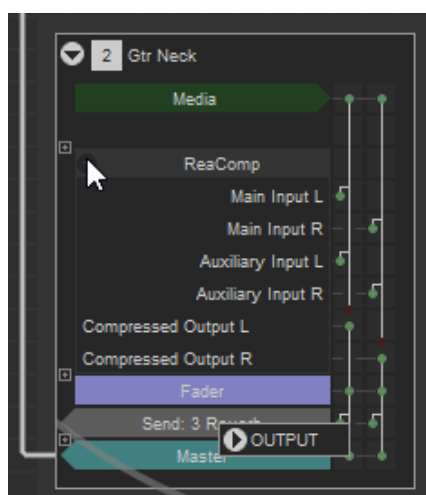 2 Gtr Neck
Media
ReaComp
Main Input L
Main Input R
Auxiliary Input L
Auxiliary Input R
Compressed Output L
Compressed Output R
Fader
Send: 3
OUTPUT
Master